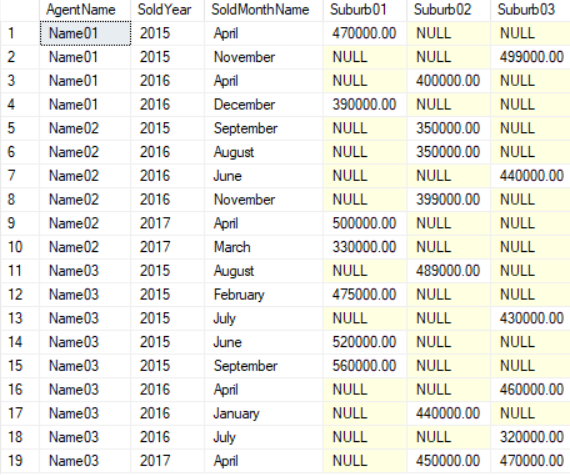 AgentName SoldYear SoldMonthName Suburb01 Suburb02 Suburb03
1 Name01 2015 April 470000.00 NULL NULL
2 Name01 2015 November NULL NULL 499000.00
3 Name01 2016 April NULL 400000.00 NULL
4 Name01 2016 December 390000.00 NULL NULL
5 Name02 2015 September NULL 350000.00 NULL
6 Name02 2016 August NULL 350000.00 NULL
7 Name02 2016 June NULL NULL 440000.00
8 Name02 2016 November NULL 399000.00 NULL
9 Name02 2017 April 500000.00 NULL NULL
10 Name02 2017 March 330000.00 NULL NULL
11 Name03 2015 August NULL 489000.00 NULL
12 Name03 2015 February 475000.00 NULL NULL
13 Name03 2015 July NULL NULL 430000.00
14 Name03 2015 June 520000.00 NULL NULL
15 Name03 2015 September 560000.00 NULL NULL
16 Name03 2016 April NULL NULL 460000.00
17 Name03 2016 January NULL 440000.00 NULL
18 Name03 2016 July NULL NULL 320000.00
19 Name03 2017 April NULL 450000.00 470000.00